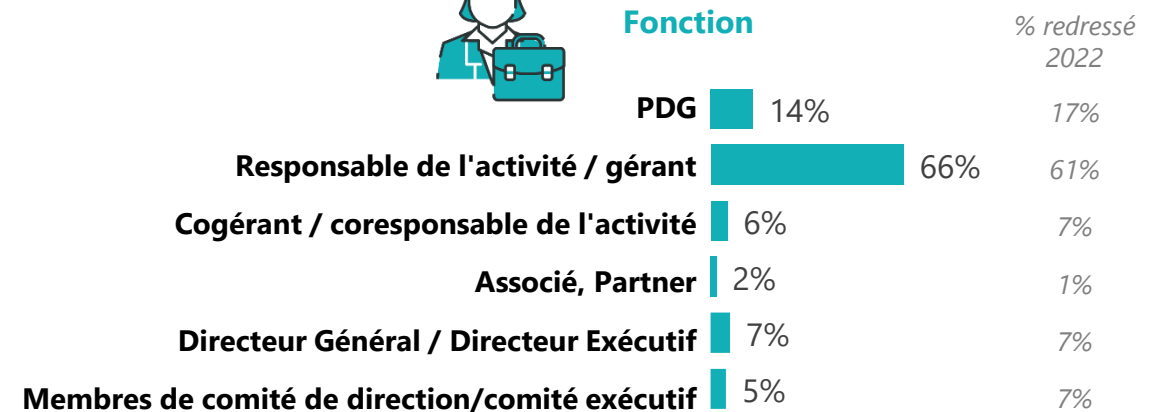 Fonction
% redressé
2022
PDG 14% 17%
Responsable de l'activité / gérant 66% 61%
Cogérant / coresponsable de l'activité 6% 7%
Associé, Partner 2% 1%
Directeur Général / Directeur Exécutif 7% 7%
Membres de comité de direction/comité exécutif 5% 7%